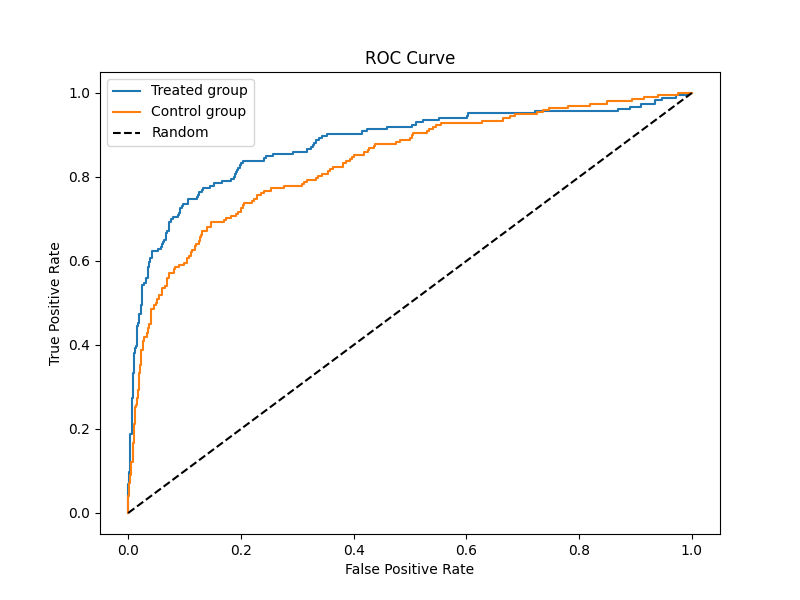 ROC Curve
Treated group
Control group
Random
True Positive Rate
1.0
0.8
0.6
0.4
0.2
0.0
0.0 0.2 0.4 0.6 0.8 1.0
False Positive Rate